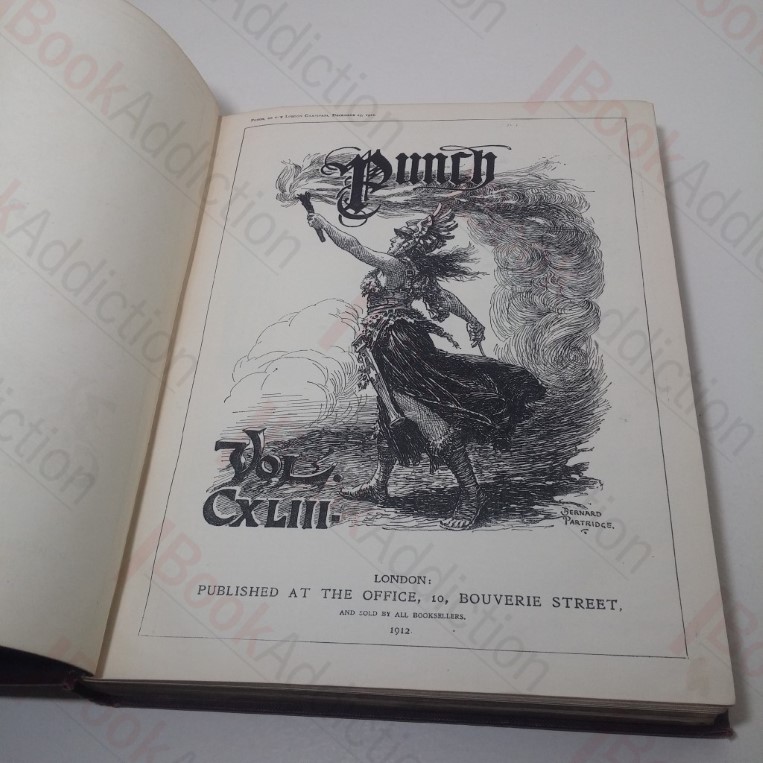 Punch
Vol.
CXLIII.
BERNARD
PARTRIDGE.
LONDON:
PUBLISHED AT THE OFFICE, 10, BOUVERIE STREET,
AND SOLD BY ALL BOOKSELLERS.
1912
BookAddiction